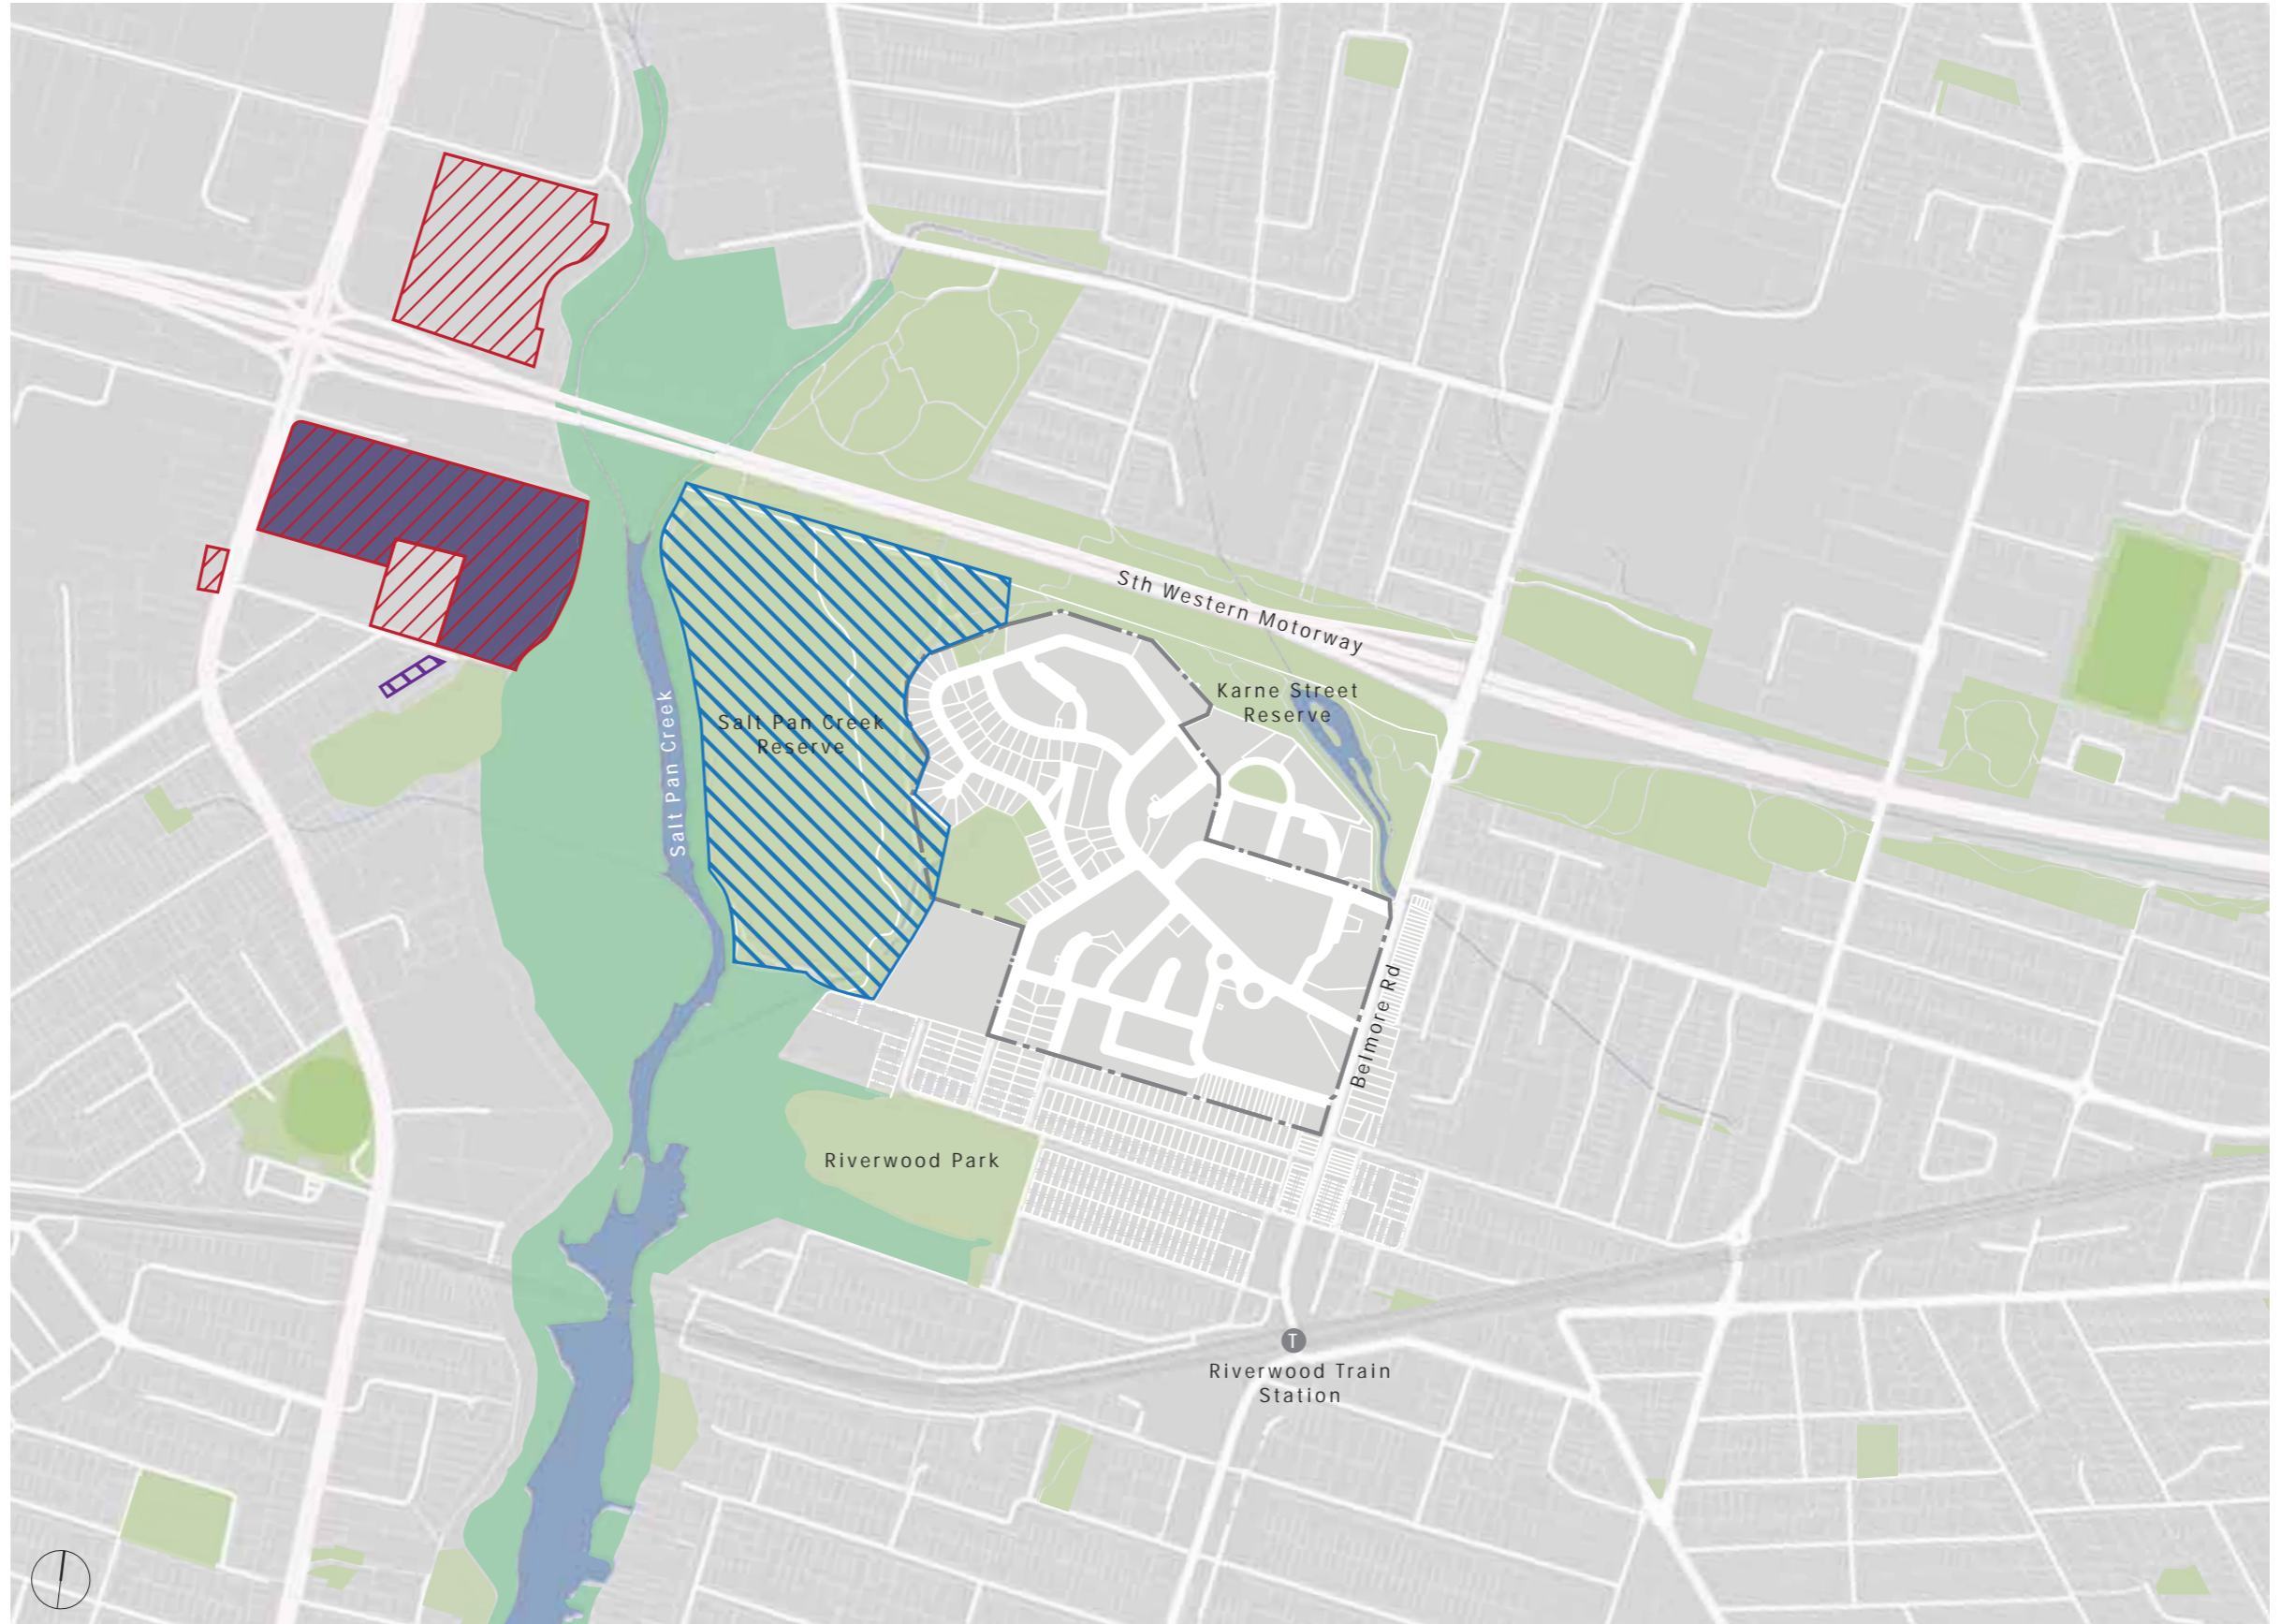 Sth Western Motorway
Karne Street
Reserve
Salt Pan Creek
Reserve
Salt Pan Creek
Belmore Rd
Riverwood Park
T
Riverwood Train
Station